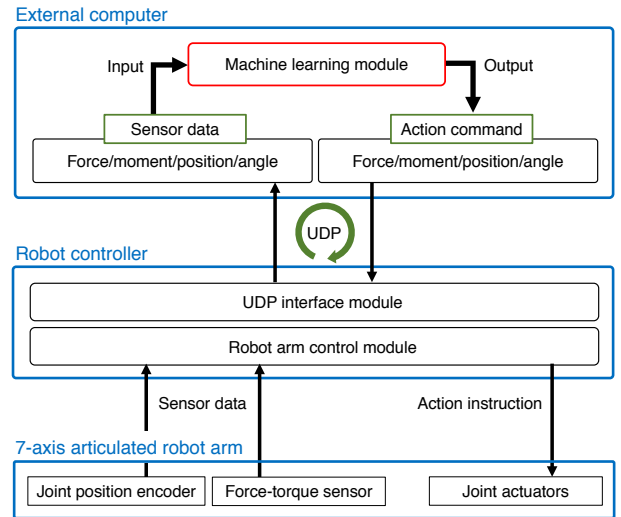 External computer
Input
Machine learning module
Output
Sensor data
Action command
Force/moment/position/angle
Force/moment/position/angle
UDP
Robot controller
UDP interface module
Robot arm control module
Sensor data
Action instruction
7-axis articulated robot arm
Joint position encoder
Force-torque sensor
Joint actuators